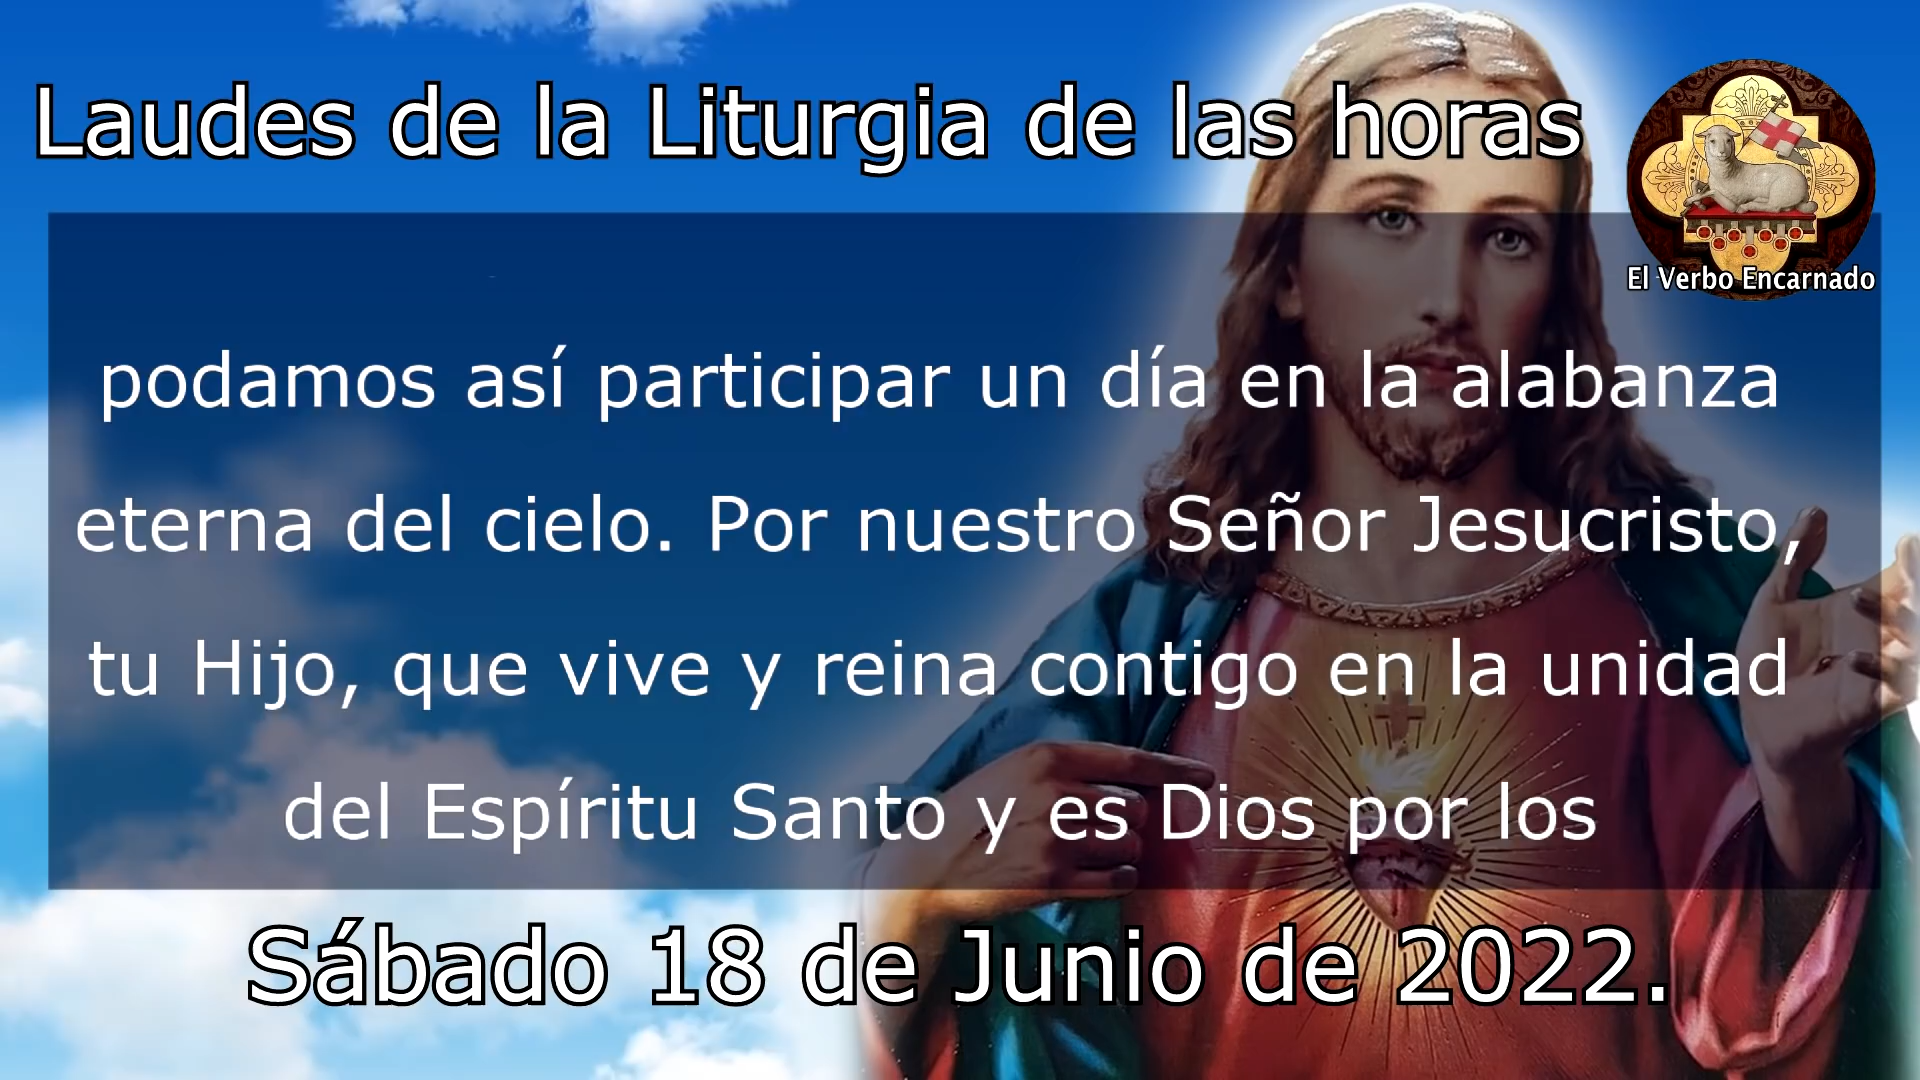 Laudes de la Liturgia de las horas
El Verbo Encarnado
podamos así participar un día en la alabanza
eterna del cielo. Por nuestro Señor Jesucristo,
tu Hijo, que vive y reina contigo en la unidad
del Espíritu Santo y es Dios por los
Sábado 18 de Junio de 2022.